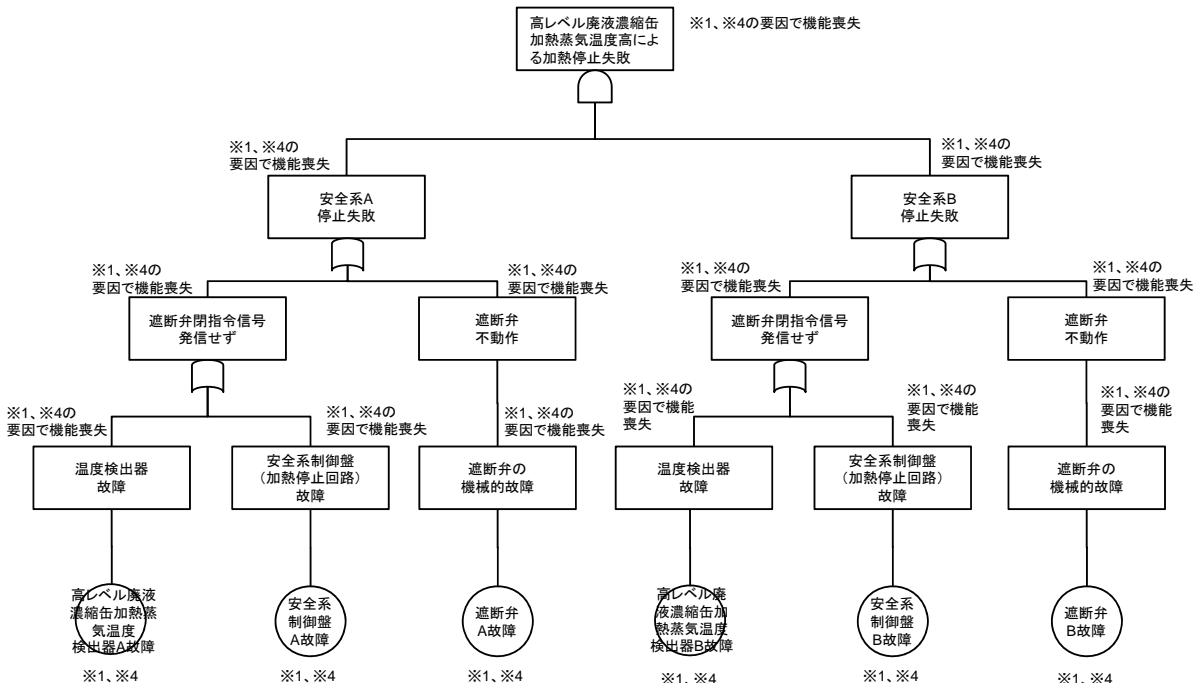 高レベル廃液濃縮缶
加熱蒸気温度高によ
る加熱停止失敗
※1、※4の要因で機能喪失
※1、※4の
要因で機能喪失
安全系A
停止失敗
※1、※4の
要因で機能喪失
安全系B
停止失敗
※1、※4の
要因で機能喪失
遮断弁閉指令信号
発信せず
※1、※4の
要因で機能喪失
遮断弁
不動作
※1、※4の
要因で機能喪失
遮断弁閉指令信号
発信せず
※1、※4の
要因で機能喪失
遮断弁
不動作
※1、※4の
要因で機能喪失
温度検出器
故障
※1、※4の
要因で機能喪失
安全系制御盤
(加熱停止回路)
故障
※1、※4の
要因で機能喪失
遮断弁の
機械的故障
※1、※4の
要因で機能
喪失
温度検出器
故障
※1、※4の
要因で機能
喪失
安全系制御盤
(加熱停止回路)
故障
※1、※4の
要因で機能
喪失
遮断弁の
機械的故障
高レベル廃液
濃縮缶加熱蒸
気温度
検出器A故障
※1、※4
安全系
制御盤
A故障
※1、※4
遮断弁
A故障
※1、※4
高レベル廃
液濃縮缶加
熱蒸気温度
検出器B故障
※1、※4
安全系
制御盤
B故障
※1、※4
遮断弁
B故障
※1、※4